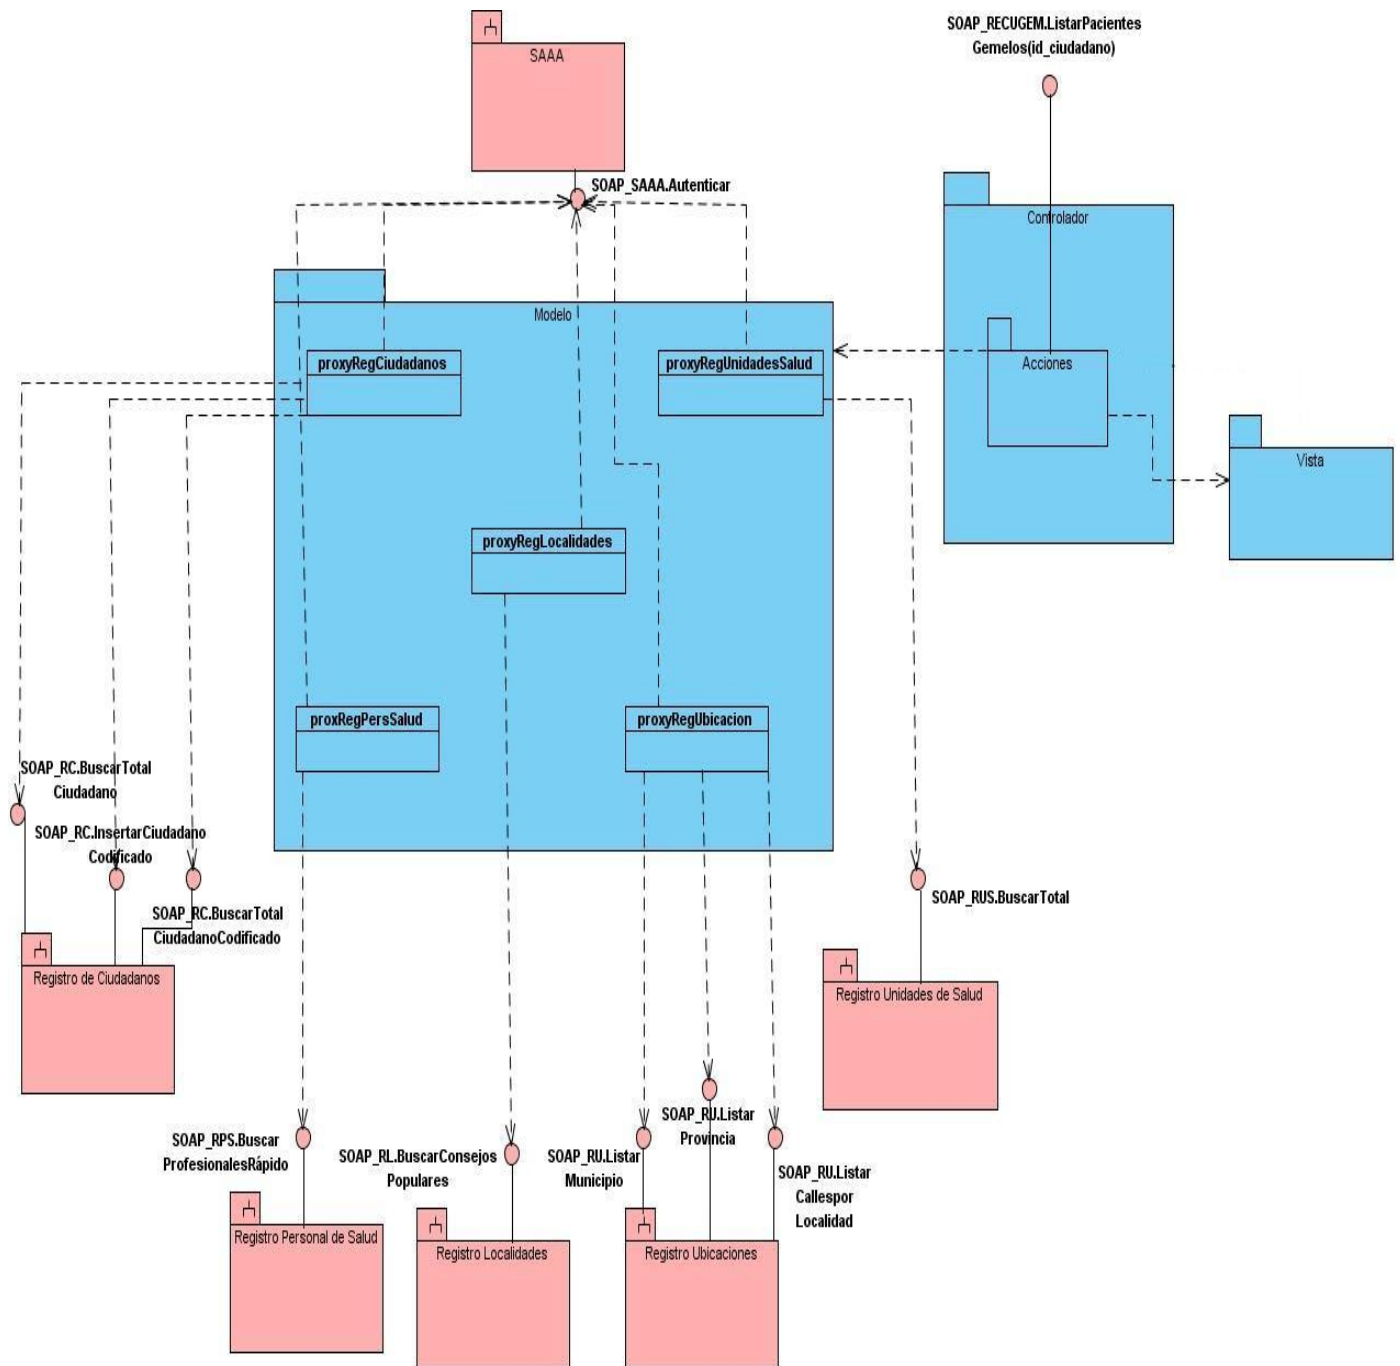 SOAP_RECUGEM.ListarPacientes
Gemelos(id_ciudadano)
SAAA
SOAP_SAAA.Autenticar
Controlador
Modelo
proxyRegCiudadanos
proxyRegUnidadesSalud
Acciones
Vista
proxyRegLocalidades
proxRegPersSalud
proxyRegUbicacion
SOAP_RC.BuscarTotal
Ciudadano
SOAP_RC.InsertarCiudadano
Codificado
SOAP_RC.BuscarTotal
CiudadanoCodificado
SOAP_RUS.BuscarTotal
Registro de Ciudadanos
Registro Unidades de Salud
SOAP_RPS.Buscar
ProfesionalesRápido
SOAP_RL.BuscarConsejos
Populares
SOAP_RU.Listar
Municipio
SOAP_RU.Listar
Provincia
SOAP_RU.Listar
Callespor
Localidad
Registro Personal de Salud
Registro Localidades
Registro Ubicaciones